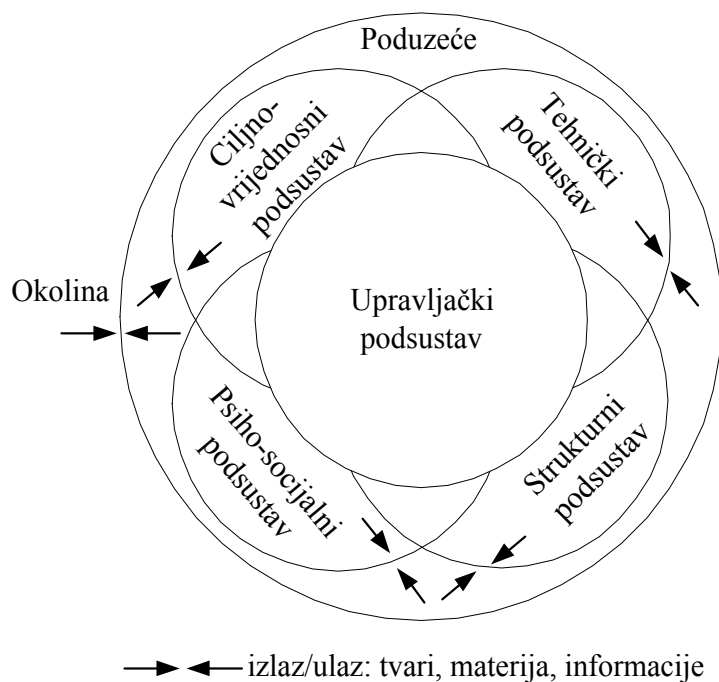 Poduzeće
Ciljno-
vrijednosni
podsustav
Tehnički
podsustav
Okolina
Upravljački
podsustav
Psiho-socijalni
podsustav
Strukturni
podsustav
izlaz/ulaz: tvari, materija, informacije